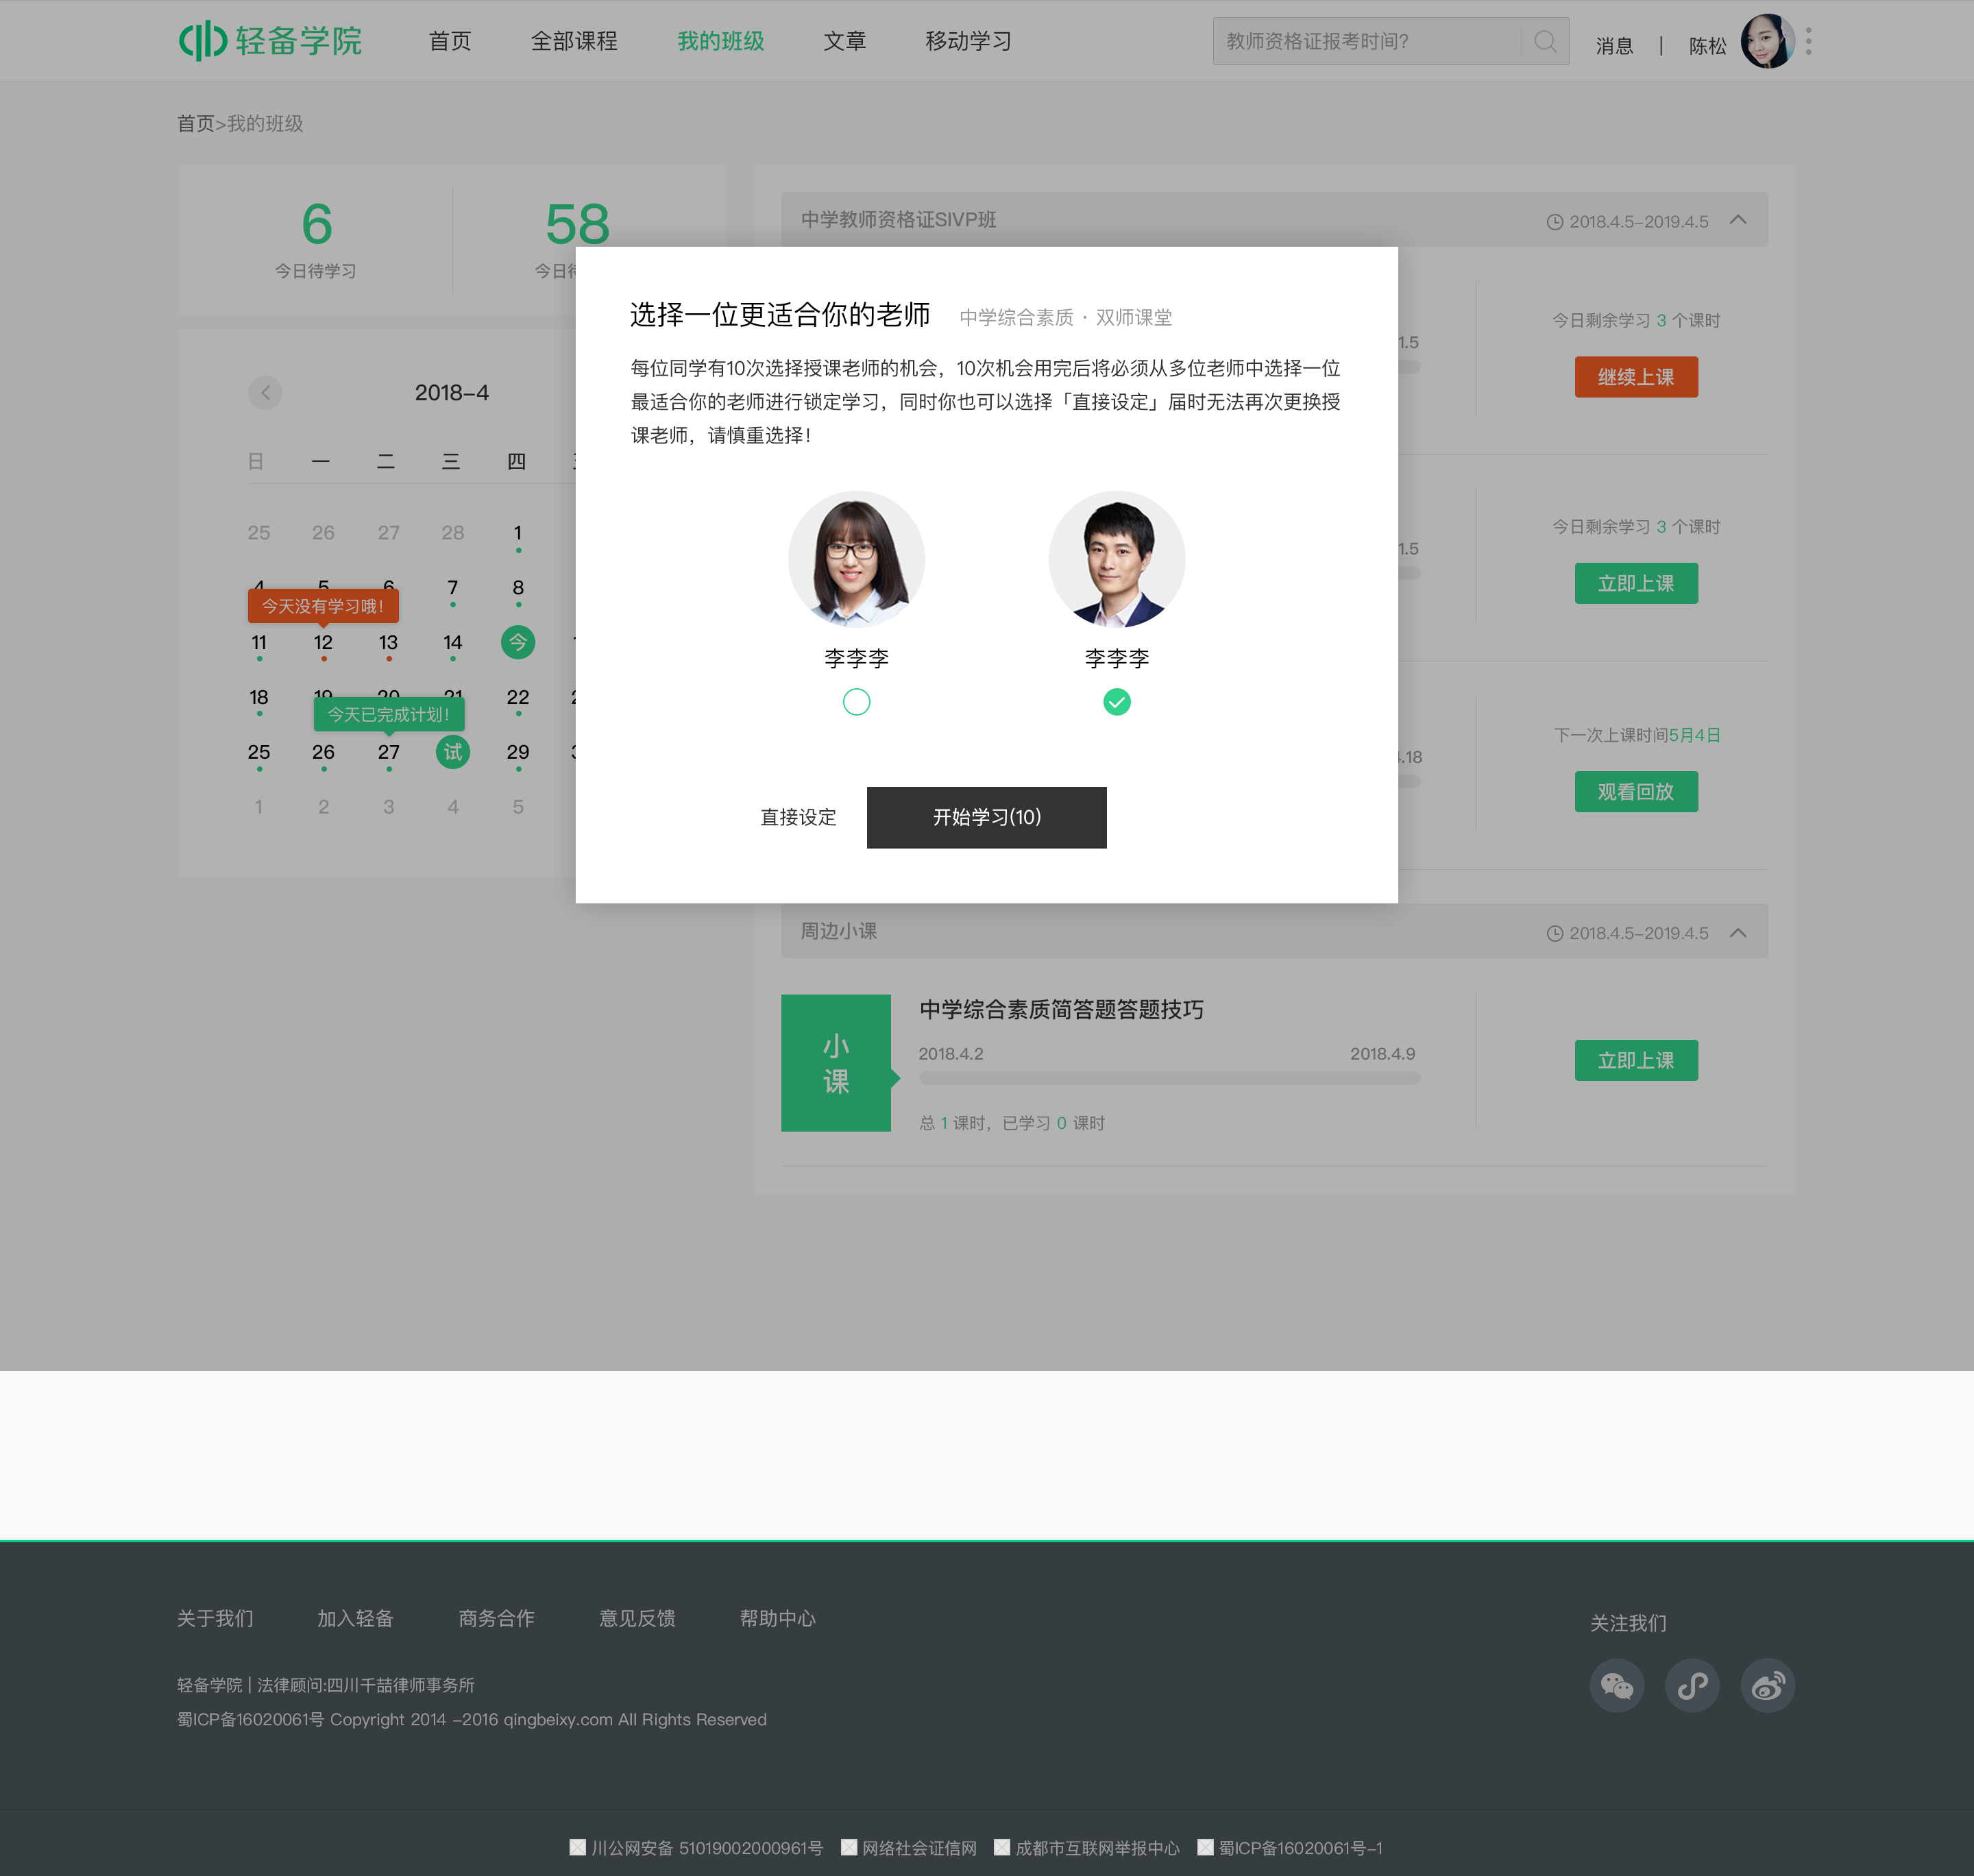 轻备学院
首页 全部课程 我的班级 文章 移动学习
教师资格证报考时间?
消息 | 陈松
首页>我的班级
6
今日待学习
58
今日待
中学教师资格证SIVP班
2018.4.5-2019.4.5
选择一位更适合你的老师 中学综合素质·双师课堂
每位同学有10次选择授课老师的机会，10次机会用完后将必须从多位老师中选择一位
最适合你的老师进行锁定学习，同时你也可以选择「直接设定」届时无法再次更换授
课老师，请慎重选择！
李李李
李李李
直接设定
开始学习(10)
2018-4
日 一 二 三 四
25 26 27 28 1
4 5 6 7 8
今天没有学习哦！
11 12 13 14 今
18 19 20 21 22
今天已完成计划！
25 26 27 试 29
1 2 3 4 5
1.5
今日剩余学习 3 个课时
继续上课
1.5
今日剩余学习 3 个课时
立即上课
.18
下一次上课时间5月4日
观看回放
周边小课
2018.4.5-2019.4.5
小
课
中学综合素质简答题答题技巧
2018.4.2 2018.4.9
总 1 课时，已学习 0 课时
立即上课
关于我们 加入轻备 商务合作 意见反馈 帮助中心
关注我们
轻备学院 | 法律顾问:四川千喆律师事务所
蜀ICP备16020061号 Copyright 2014 -2016 qingbeixy.com All Rights Reserved
川公网安备 51019002000961号 网络社会证信网 成都市互联网举报中心 蜀ICP备16020061号-1